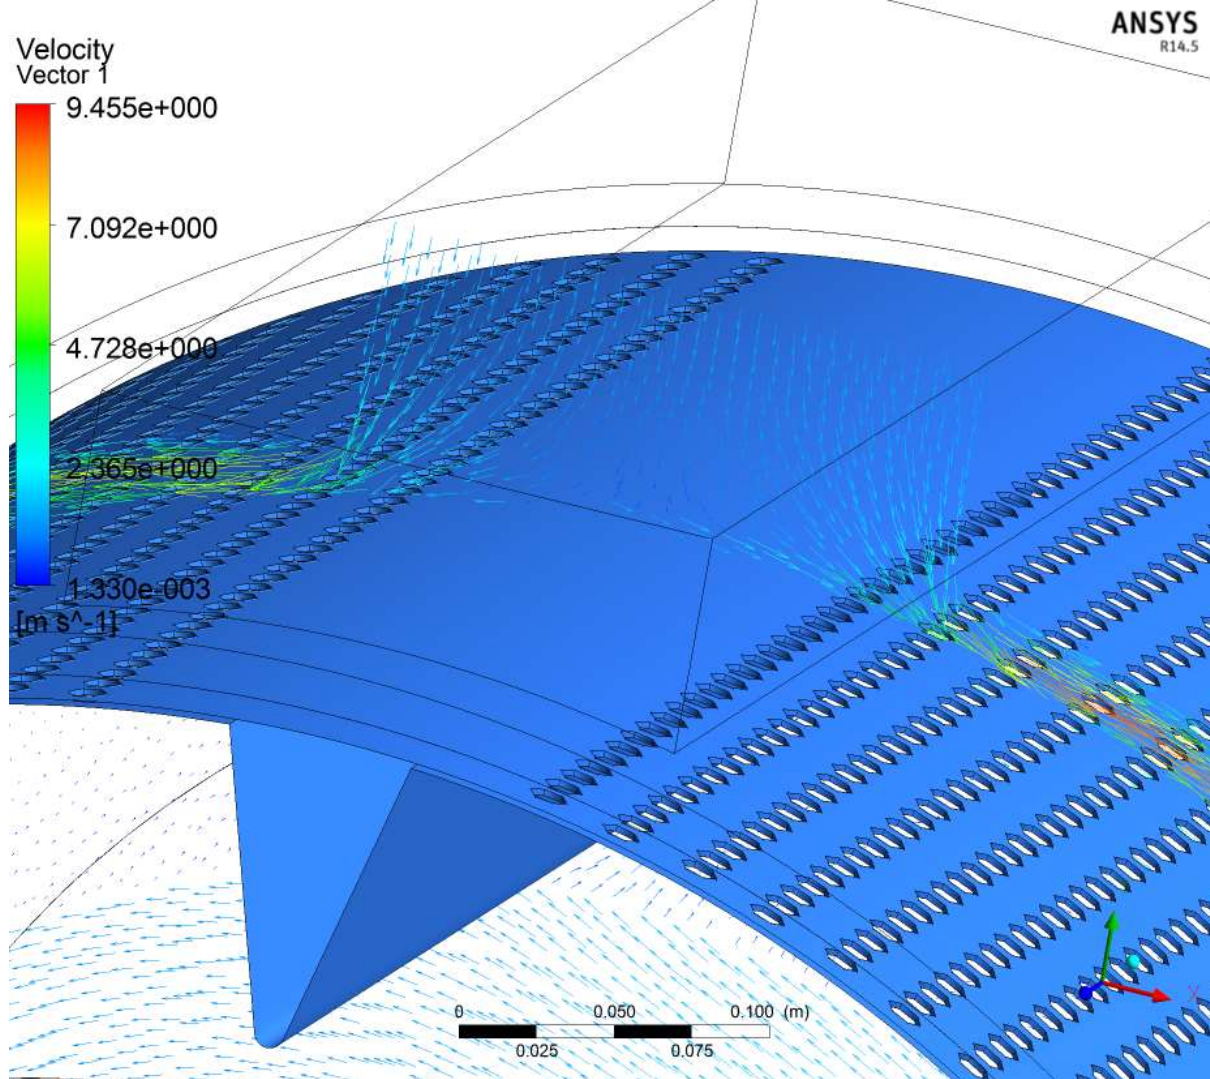 ANSYS
R14.5
Velocity
Vector 1
9.455e+000
7.092e+000
4.728e+000
2.365e+000
1.330e-003
[m s^-1]
0 0.050 0.100 (m)
0.025 0.075
X